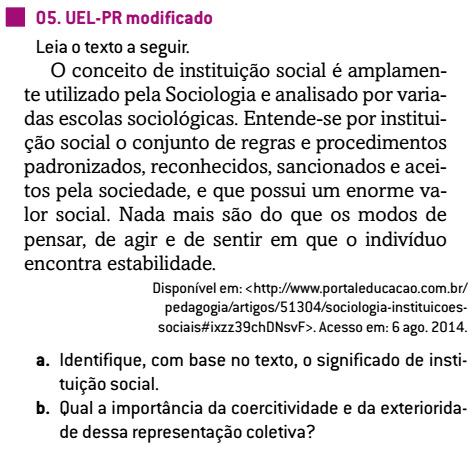 05. UEL-PR modificado
Leia o texto a seguir.
O conceito de instituição social é amplamen-
te utilizado pela Sociologia e analisado por varia-
das escolas sociológicas. Entende-se por institui-
ção social o conjunto de regras e procedimentos
padronizados, reconhecidos, sancionados e acei-
tos pela sociedade, e que possui um enorme va-
lor social. Nada mais são do que os modos de
pensar, de agir e de sentir em que o indivíduo
encontra estabilidade.
Disponível em: <http://www.portaleducacao.com.br/
pedagogia/artigos/51304/sociologia-instituicoes-
sociais#ixzz39chDNsvF>. Acesso em: 6 ago. 2014.
a. Identifique, com base no texto, o significado de insti-
tuição social.
b. Qual a importância da coercitividade e da exteriorida-
de dessa representação coletiva?